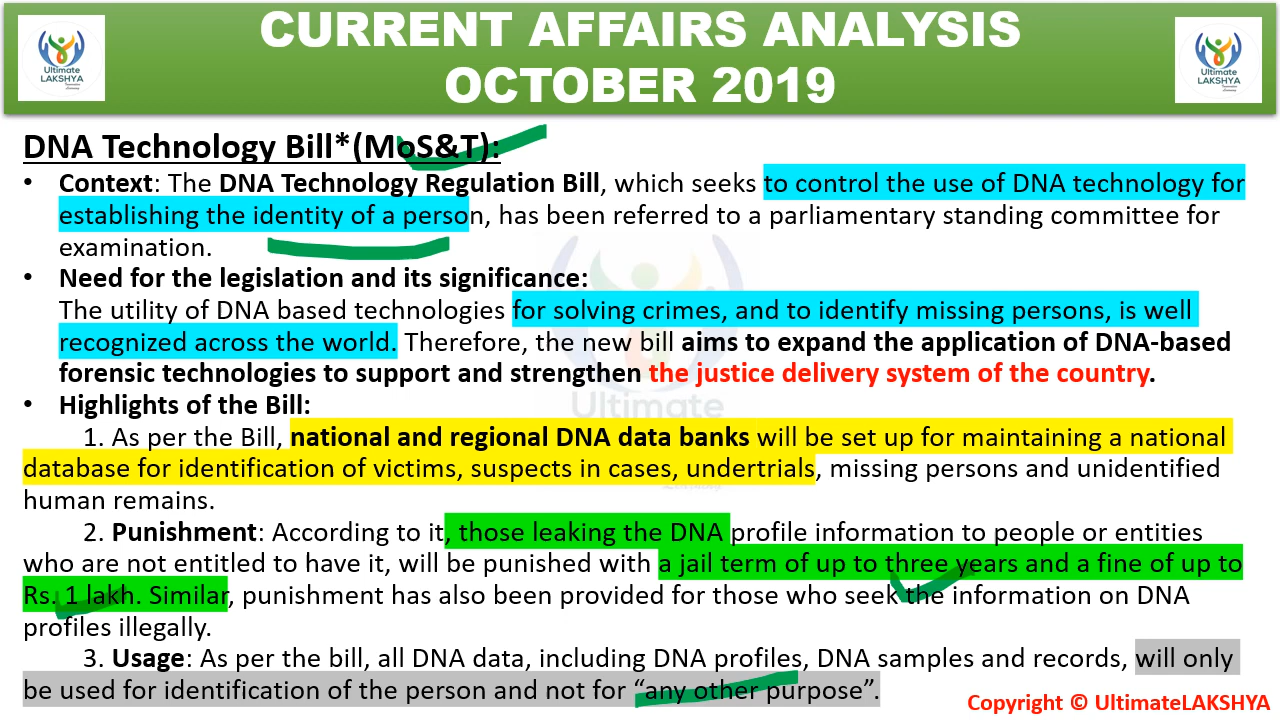 CURRENT AFFAIRS ANALYSIS
OCTOBER 2019
Ultimate
LAKSHYA
Ultimate
LAKSHYA
DNA Technology Bill*(MoS&T):
• Context: The DNA Technology Regulation Bill, which seeks to control the use of DNA technology for
establishing the identity of a person, has been referred to a parliamentary standing committee for
examination.
• Need for the legislation and its significance:
The utility of DNA based technologies for solving crimes, and to identify missing persons, is well
recognized across the world. Therefore, the new bill aims to expand the application of DNA-based
forensic technologies to support and strengthen the justice delivery system of the country.
Ultimate
• Highlights of the Bill:
1. As per the Bill, national and regional DNA data banks will be set up for maintaining a national
database for identification of victims, suspects in cases, undertrials, missing persons and unidentified
human remains.
2. Punishment: According to it, those leaking the DNA profile information to people or entities
who are not entitled to have it, will be punished with a jail term of up to three years and a fine of up to
Rs. 1 lakh. Similar, punishment has also been provided for those who seek the information on DNA
profiles illegally.
3. Usage: As per the bill, all DNA data, including DNA profiles, DNA samples and records, will only
be used for identification of the person and not for “any other purpose”.
Copyright © UltimateLAKSHYA